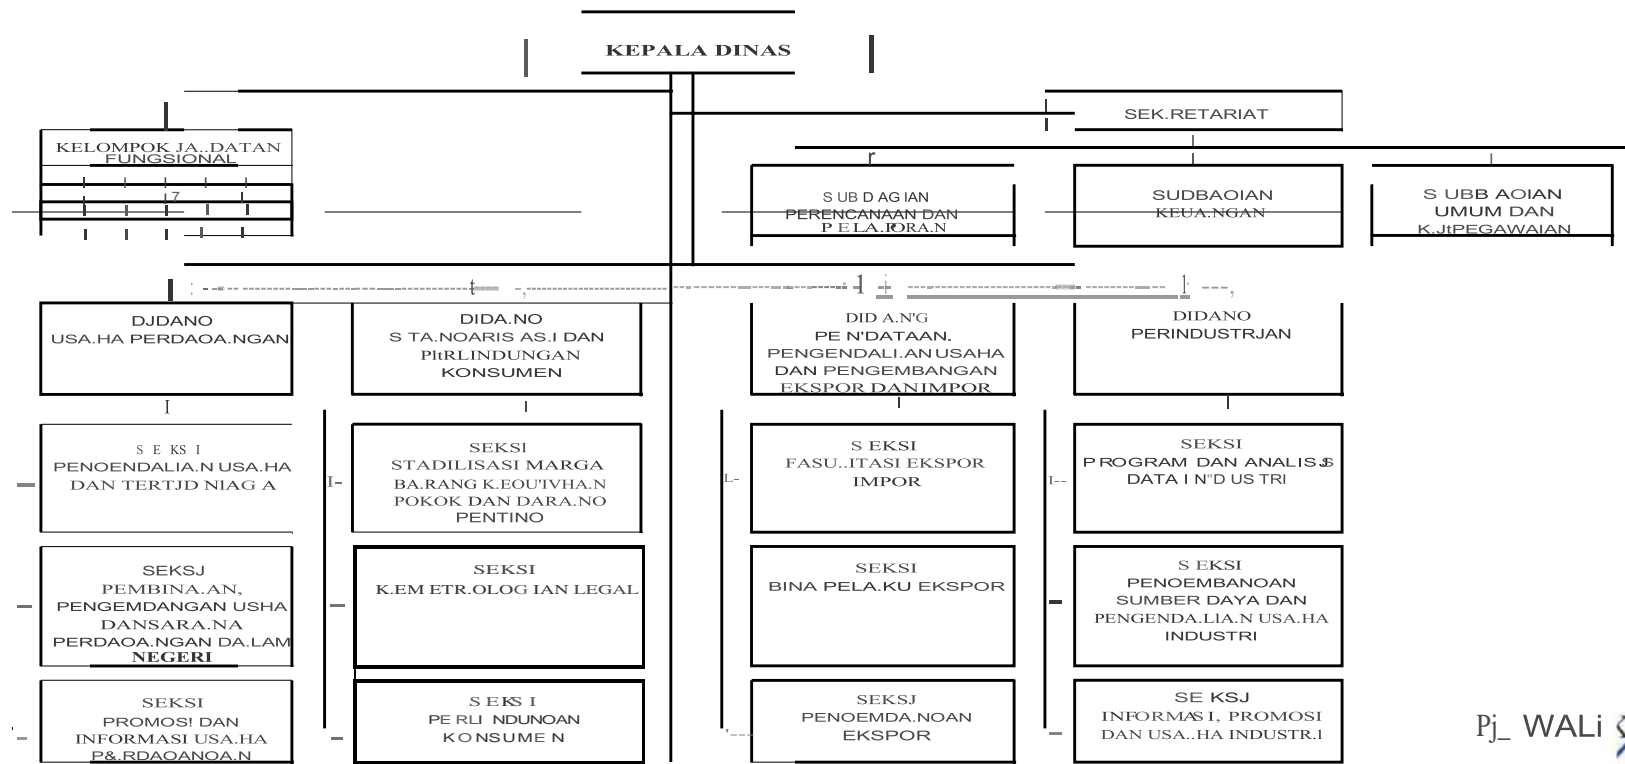 KEPALA DINAS
SEK.RETARIAT
KELOMPOK JA..DATAN
FUNGSIONAL
S UB D AG IAN
PERENCANAAN DAN
P E LA.PORA.N
SUDBAOIAN
KEUA.NGAN
S UBB AOIAN
UMUM DAN
K.JtPEGAWAIAN
DJDANO
USA.HA PERDAOA.NGAN
DIDA.NO
S TA.NOARIS AS.I DAN
PltRLINDUNGAN
KONSUMEN
DID A.N'G
PE N'DATAAN.
PENGENDALI.AN USAHA
DAN PENGEMBANGAN
EKSPOR DANIMPOR
DIDANO
PERINDUSTRJAN
S E KS I
PENOENDALIA.N USA.HA
DAN TERTJD NIAG A
SEKSl
STADILISASI MARGA
BA.RANG K.EOU'IVHA.N
POKOK DAN DARA.NO
PENTINO
S EKSI
FASU..ITASI EKSPOR
IMPOR
SEKSI
PROGRAM DAN ANALIS.JS
DATA I N"D US TRI
SEKSJ
PEMBINA.AN,
PENGEMDANGAN USHA
DANSARA.NA
PERDAOA.NGAN DA.LAM
NEGERI
SEKSI
K.EM ETR.OLOG IAN LEGAL
SEKSI
BINA PELA.KU EKSPOR
S EKSI
PENOEMBANOAN
SUMBER DAYA DAN
PENGENDA.LIA.N USA.HA
INDUSTRI
SEKSI
PROMOS! DAN
INFORMASI USA.HA
P&.RDAOANOA.N
S EKS I
PE RLI NDUNOAN
KONSUME N
SEKSJ
PENOEMDA.NOAN
EKSPOR
SE KSJ
INFORMAS I, PROMOSI
DAN USA..HA INDUSTR.l
Pj_ WALi